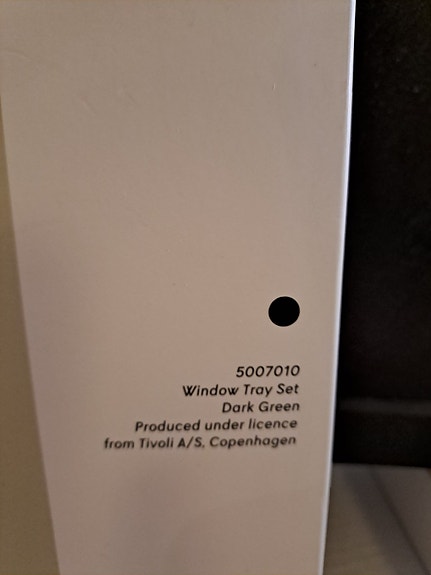 5007010
Window Tray Set
Dark Green
Produced under licence
from Tivoli A/S, Copenhagen